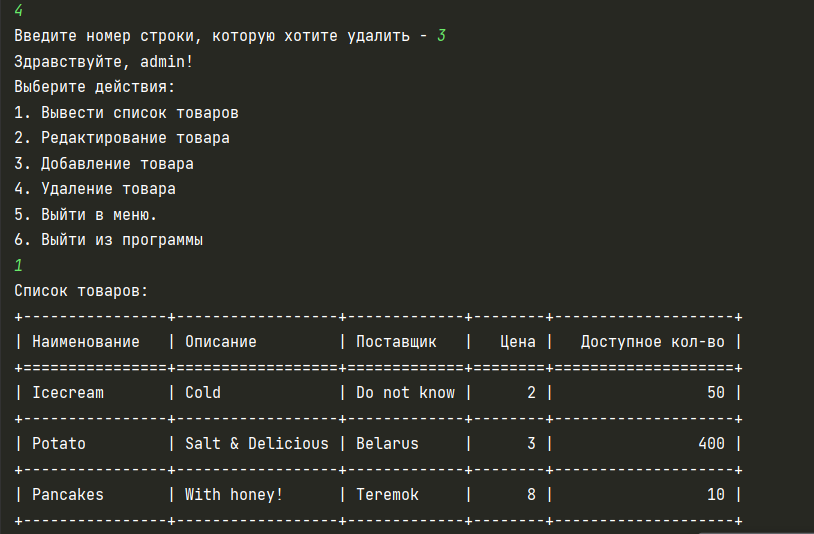 4
Введите номер строки, которую хотите удалить - 3
Здравствуйте, admin!
Выберите действия:
1. Вывести список товаров
2. Редактирование товара
3. Добавление товара
4. Удаление товара
5. Выйти в меню.
6. Выйти из программы
1
Список товаров:
+----------------+------------------+-------------+--------+--------------------+
| Наименование   | Описание         | Поставщик   |   Цена |   Доступное кол-во |
+================+==================+=============+========+====================+
| Icecream       | Cold             | Do not know |      2 |                 50 |
+----------------+------------------+-------------+--------+--------------------+
| Potato         | Salt & Delicious | Belarus     |      3 |                400 |
+----------------+------------------+-------------+--------+--------------------+
| Pancakes       | With honey!      | Teremok     |      8 |                 10 |
+----------------+------------------+-------------+--------+--------------------+